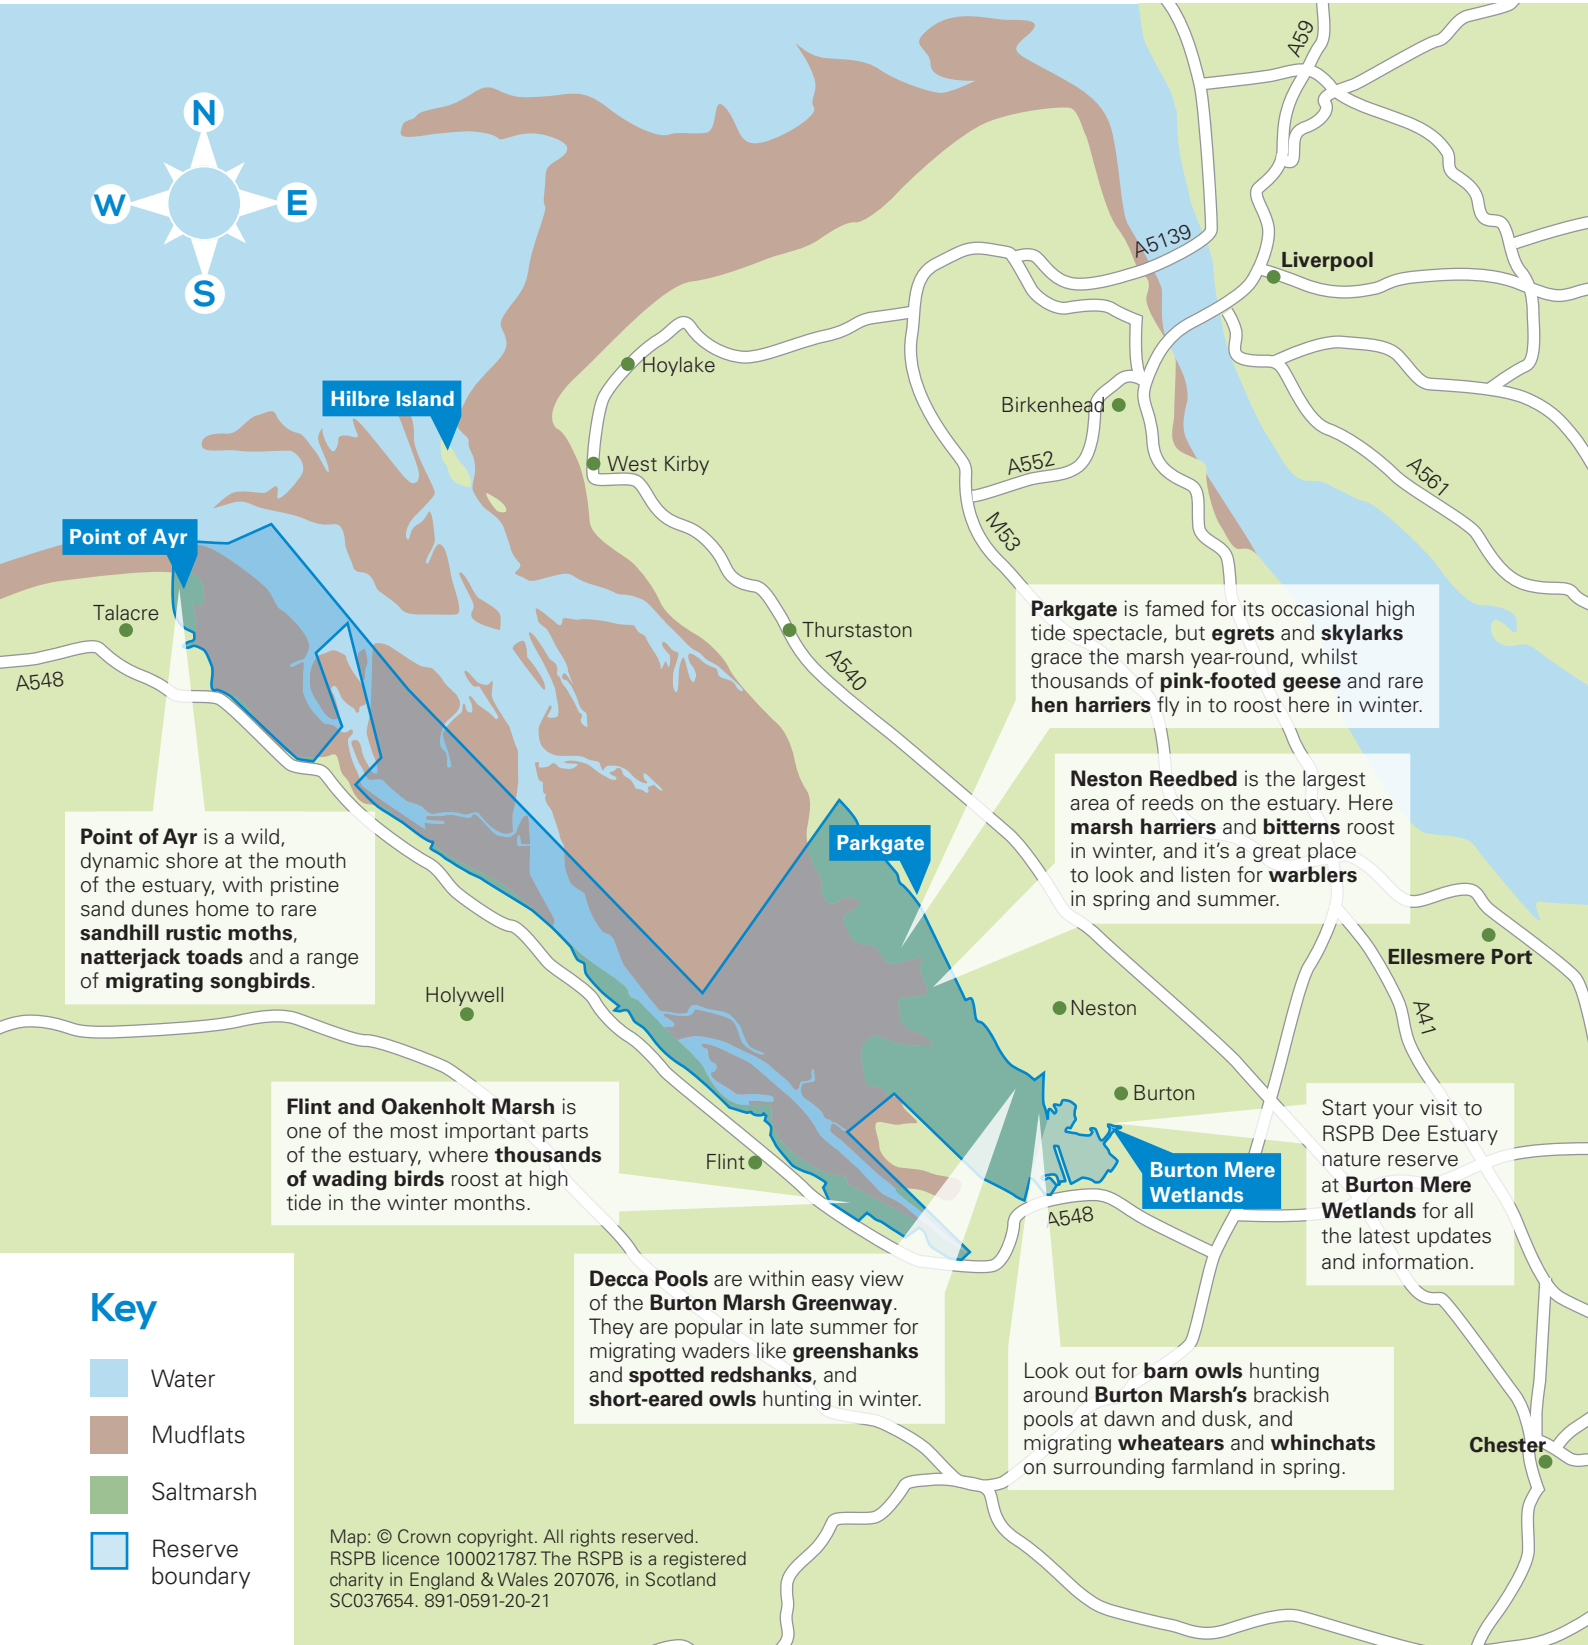 N
W
E
S
A59
A5139
Liverpool
Hoylake
Hilbre Island
Birkenhead
West Kirby
A552
A561
M53
Point of Ayr
Talacre
A548
Thurstaston
A540
Parkgate is famed for its occasional high
tide spectacle, but egrets and skylarks
grace the marsh year-round, whilst
thousands of pink-footed geese and rare
hen harriers fly in to roost here in winter.
Neston Reedbed is the largest
area of reeds on the estuary. Here
marsh harriers and bitterns roost
in winter, and it's a great place
to look and listen for warblers
in spring and summer.
Parkgate
Point of Ayr is a wild,
dynamic shore at the mouth
of the estuary, with pristine
sand dunes home to rare
sandhill rustic moths,
natterjack toads and a range
of migrating songbirds.
Ellesmere Port
Holywell
Neston
A41
Burton
Flint and Oakenholt Marsh is
one of the most important parts
of the estuary, where thousands
of wading birds roost at high
tide in the winter months.
Flint
Start your visit to
RSPB Dee Estuary
nature reserve
at Burton Mere
Wetlands for all
the latest updates
and information.
Burton Mere
Wetlands
A548
Decca Pools are within easy view
of the Burton Marsh Greenway.
They are popular in late summer for
migrating waders like greenshanks
and spotted redshanks, and
short-eared owls hunting in winter.
Look out for barn owls hunting
around Burton Marsh's brackish
pools at dawn and dusk, and
migrating wheatears and whinchats
on surrounding farmland in spring.
Chester
Key
Water
Mudflats
Saltmarsh
Reserve
boundary
Map: © Crown copyright. All rights reserved.
RSPB licence 100021787. The RSPB is a registered
charity in England & Wales 207076, in Scotland
SC037654. 891-0591-20-21